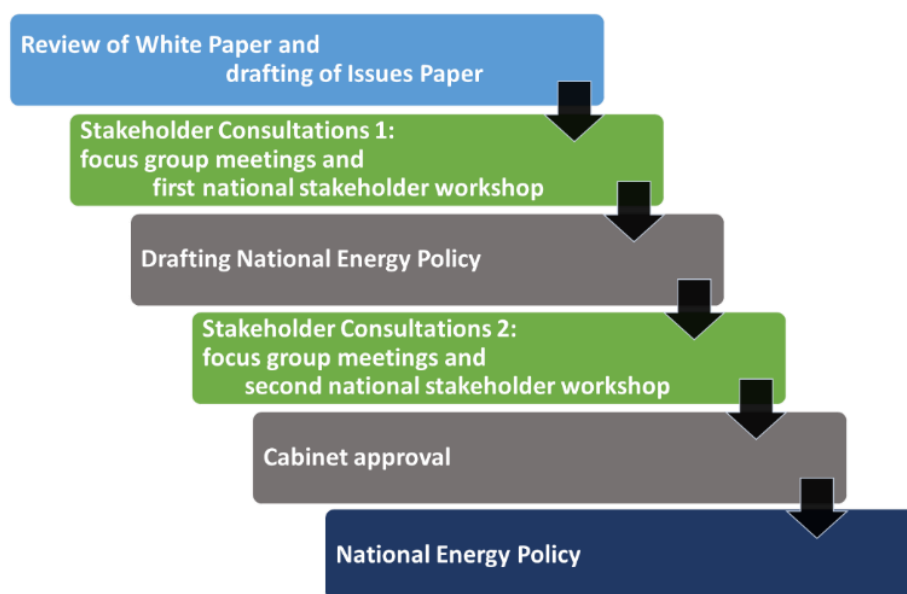 Review of White Paper and
drafting of Issues Paper
Stakeholder Consultations 1:
focus group meetings and
first national stakeholder workshop
Drafting National Energy Policy
Stakeholder Consultations 2:
focus group meetings and
second national stakeholder workshop
Cabinet approval
National Energy Policy